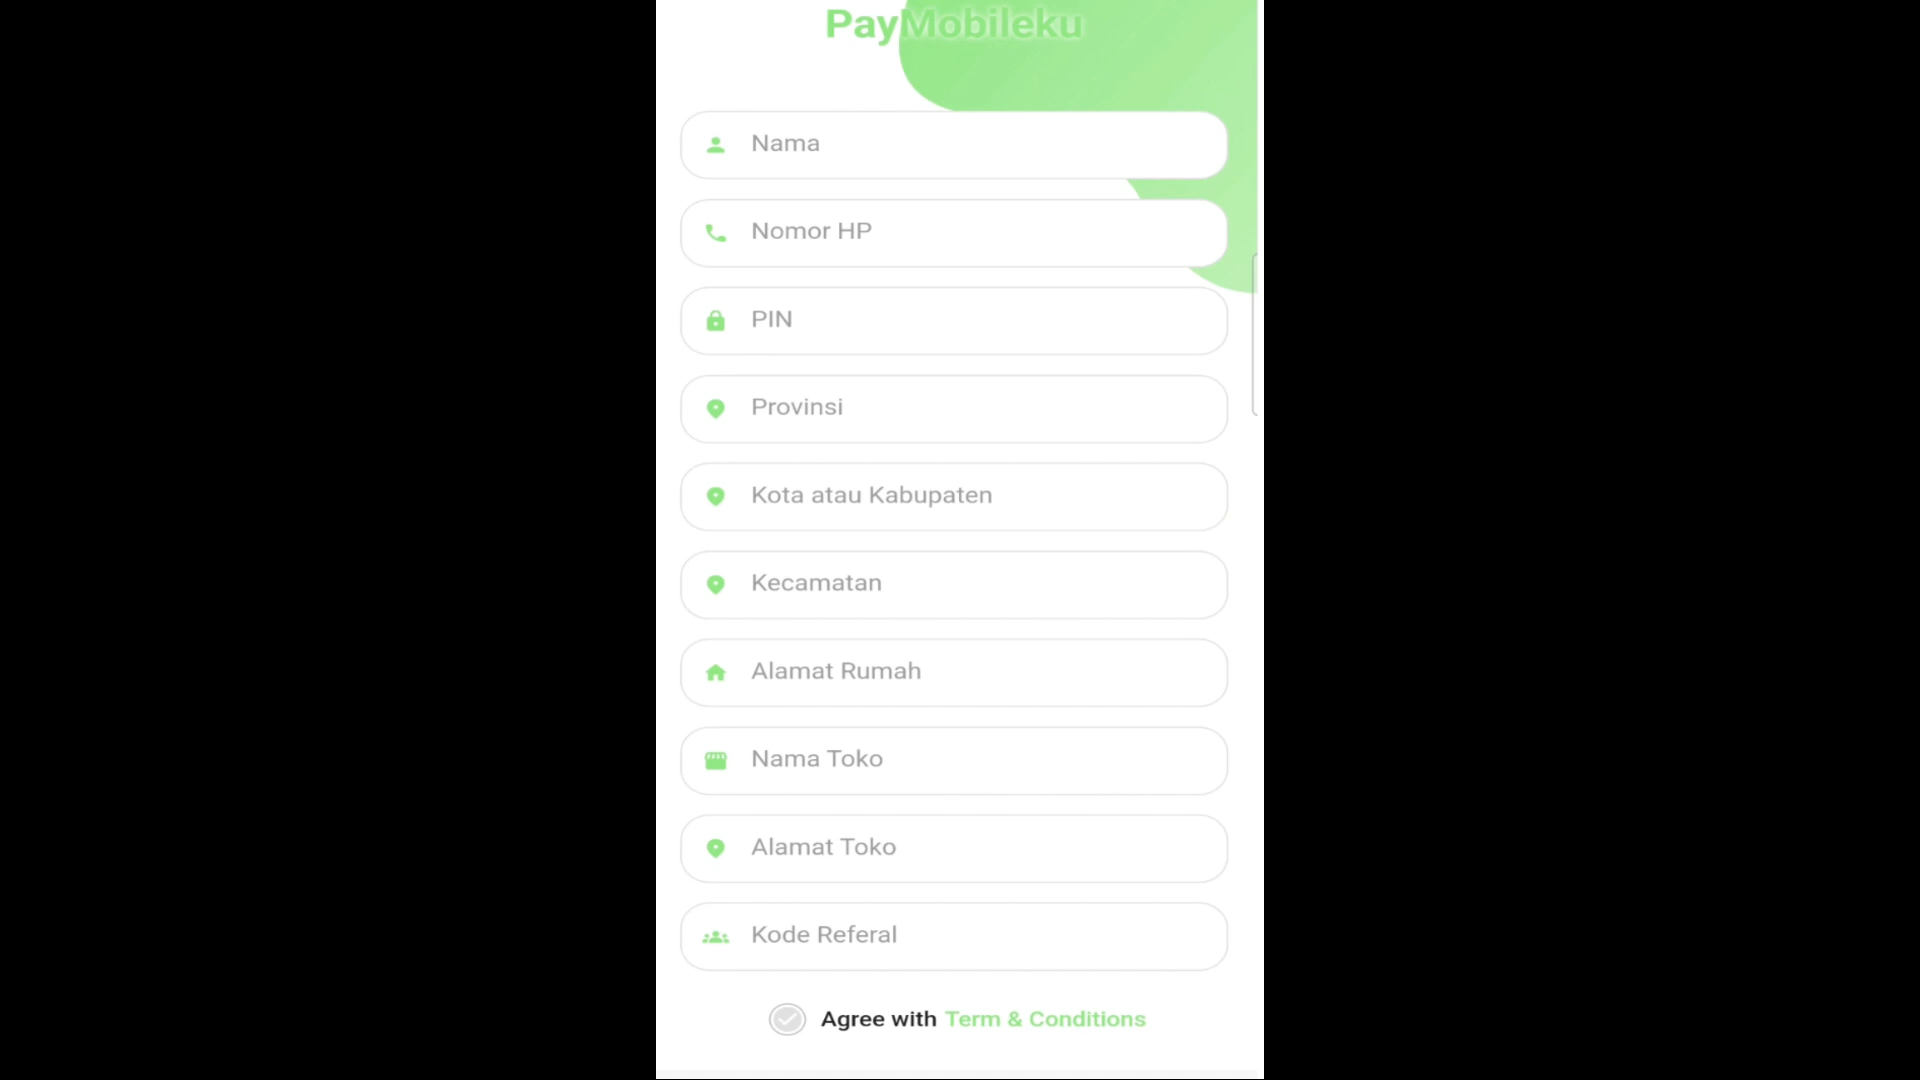 PayMobileku
Nama
Nomor HP
PIN
Provinsi
Kota atau Kabupaten
Kecamatan
Alamat Rumah
Nama Toko
Alamat Toko
Kode Referal
Agree with Term & Conditions